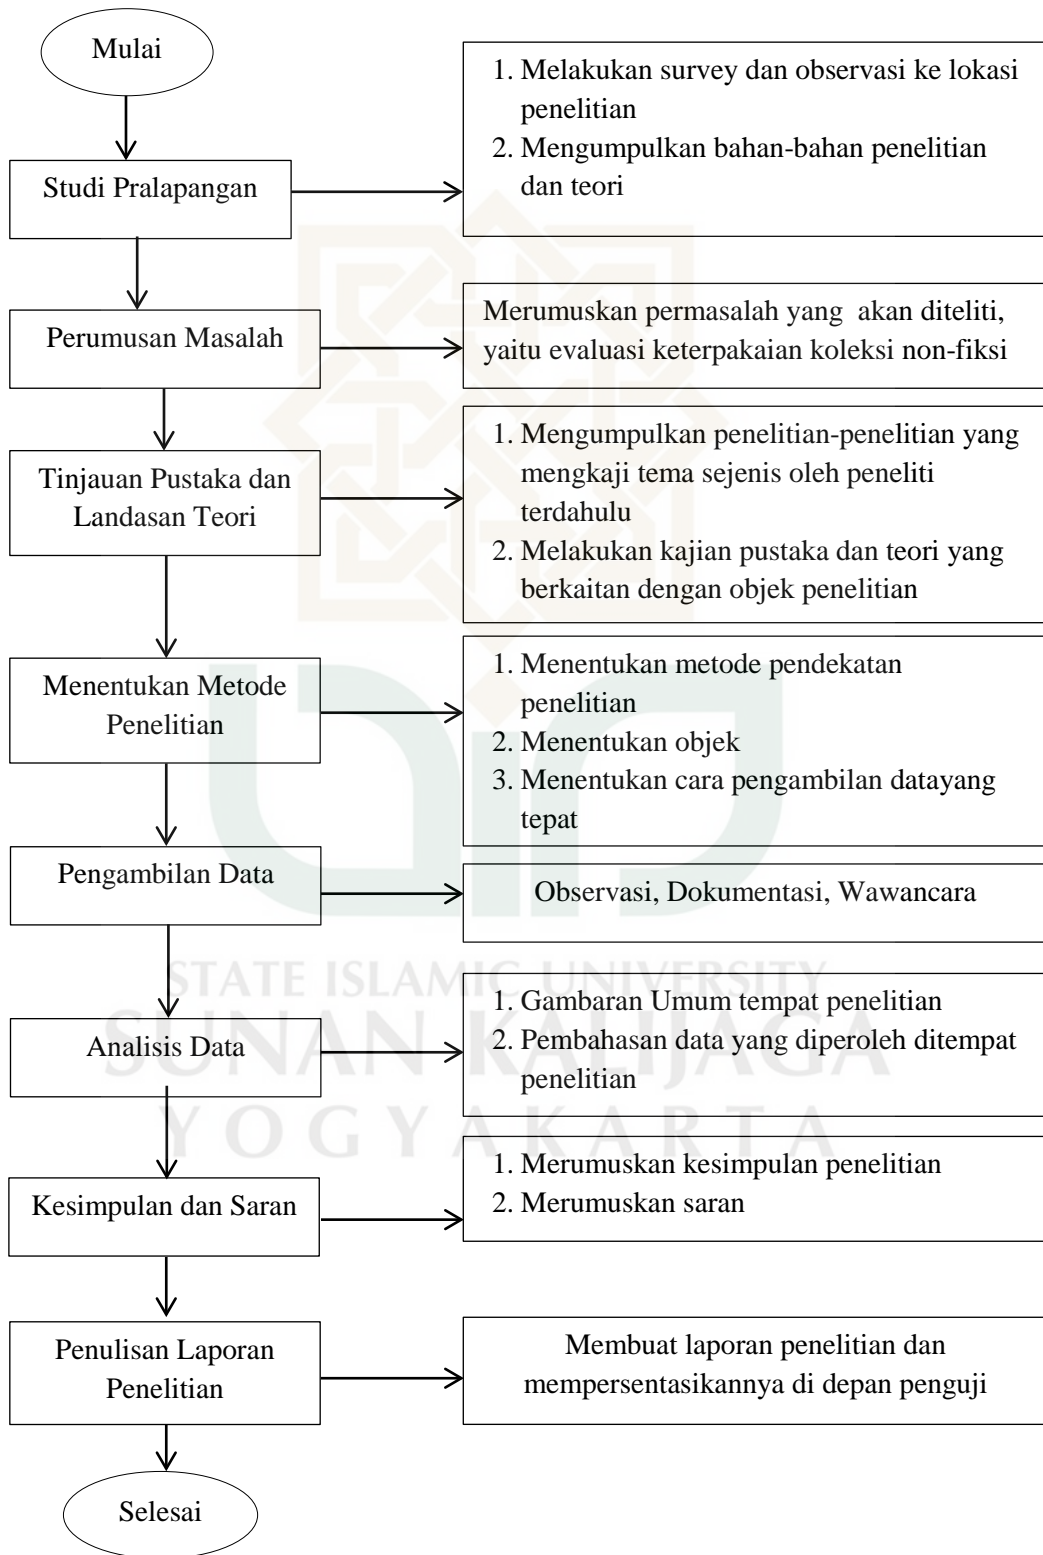 Mulai
1. Melakukan survey dan observasi ke lokasi
penelitian
2. Mengumpulkan bahan-bahan penelitian
dan teori
Studi Pralapangan
Merumuskan permasalah yang akan diteliti,
yaitu evaluasi keterpakaian koleksi non-fiksi
Perumusan Masalah
1. Mengumpulkan penelitian-penelitian yang
mengkaji tema sejenis oleh peneliti
terdahulu
2. Melakukan kajian pustaka dan teori yang
berkaitan dengan objek penelitian
Tinjauan Pustaka dan
Landasan Teori
1. Menentukan metode pendekatan
penelitian
2. Menentukan objek
3. Menentukan cara pengambilan datayang
tepat
Menentukan Metode
Penelitian
Pengambilan Data
Observasi, Dokumentasi, Wawancara
STATE ISLAMIC UNIVERSITY
SUNAN KALIJAGA
YOGYAKARTA
1. Gambaran Umum tempat penelitian
2. Pembahasan data yang diperoleh ditempat
penelitian
Analisis Data
1. Merumuskan kesimpulan penelitian
2. Merumuskan saran
Kesimpulan dan Saran
Penulisan Laporan
Penelitian
Membuat laporan penelitian dan
mempersentasikannya di depan penguji
Selesai